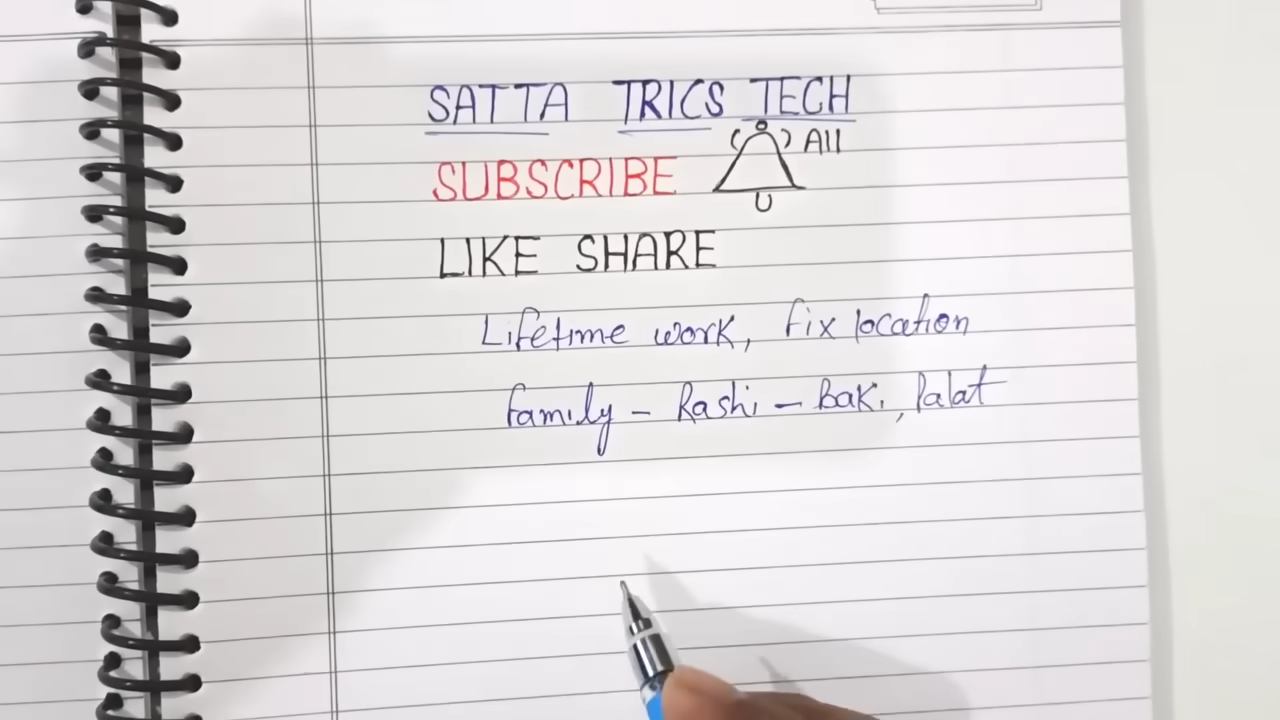 SATTA TRICS TECH
SUBSCRIBE All
LIKE SHARE
Lifetime work, fix location
family - Rashi - Baki, Palat